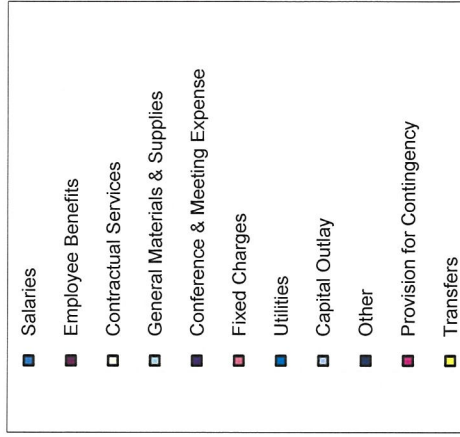 Salaries
Employee Benefits
Contractual Services
General Materials & Supplies
Conference & Meeting Expense
Fixed Charges
Utilities
Capital Outlay
Other
Provision for Contingency
Transfers